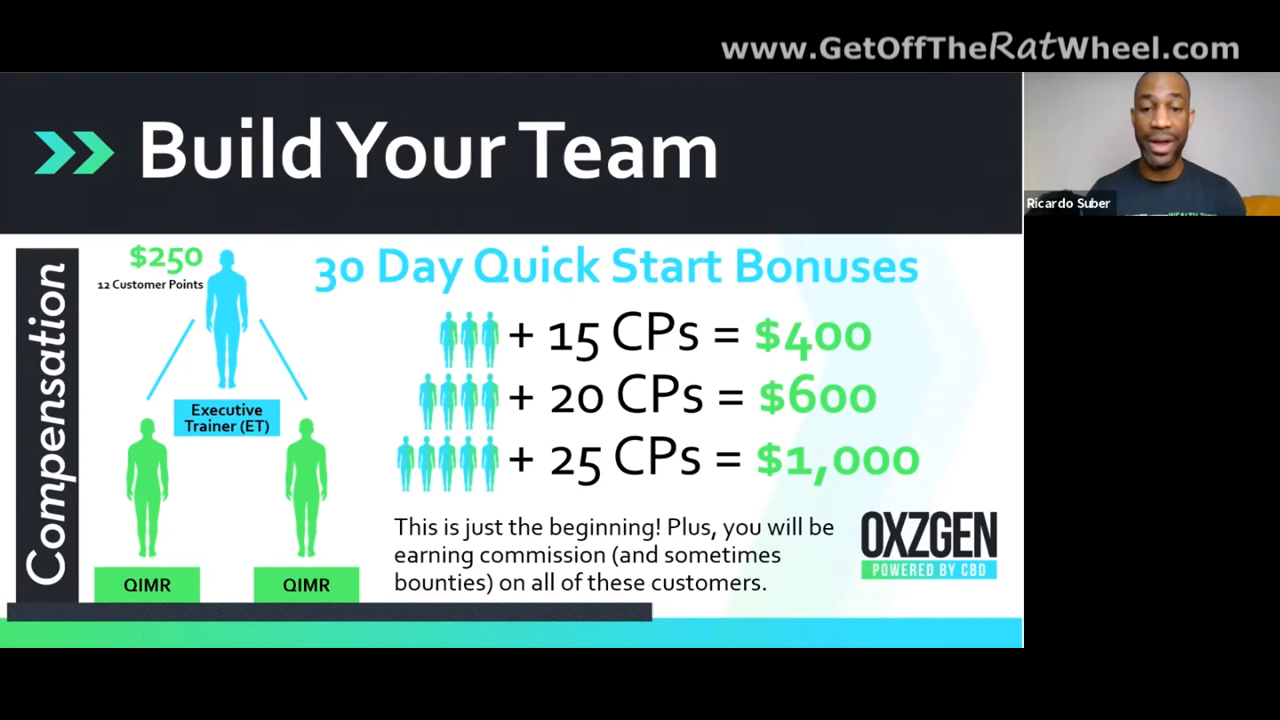 www.GetOffTheRatWheel.com
Build Your Team
Ricardo Suber
Compensation
$250
12 Customer Points
Executive
Trainer (ET)
QIMR
QIMR
30 Day Quick Start Bonuses
+ 15 CPs = $400
+ 20 CPs = $600
+ 25 CPs = $1,000
This is just the beginning! Plus, you will be
earning commission (and sometimes
bounties) on all of these customers.
OXZGEN
POWERED BY CBD